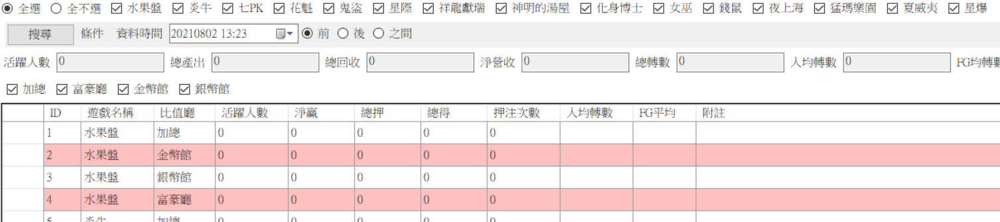 全選 全不選 水果盤 炎牛 七PK 花魁 鬼盜 星際 祥龍獻瑞 神明的湯屋 化身博士 女巫 錢鼠 夜上海 猛瑪樂園 夏威夷 星爆
搜尋 條件 資料時間 20210802 13:23 前 後 之間
活躍人數 0 總產出 0 總回收 0 淨營收 0 總轉數 0 人均轉數 0 FG均轉數
加總 富豪廳 金幣館 銀幣館
ID 遊戲名稱 比值廳 活躍人數 淨贏 總押 總得 押注次數 人均轉數 FG平均 附註
1 水果盤 加總 0 0 0 0 0
2 水果盤 金幣館 0 0 0 0 0
3 水果盤 銀幣館 0 0 0 0 0
4 水果盤 富豪廳 0 0 0 0 0
5 炎牛 加總 0 0 0 0 0